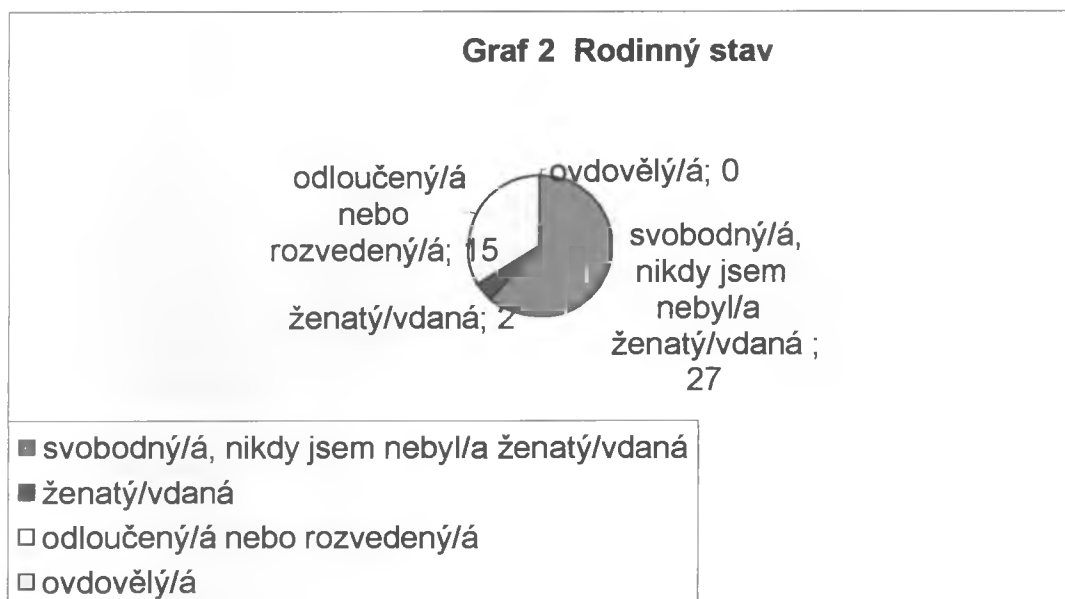 Graf 2 Rodinný stav
ovdovělý/á; 0
odloučený/á
nebo
rozvedený/á; 15
ženatý/vdaná; 2
svobodný/á,
nikdy jsem
nebyl/a
ženatý/vdaná ;
27
svobodný/á, nikdy jsem nebyl/a ženatý/vdaná
ženatý/vdaná
odloučený/á nebo rozvedený/á
ovdovělý/á